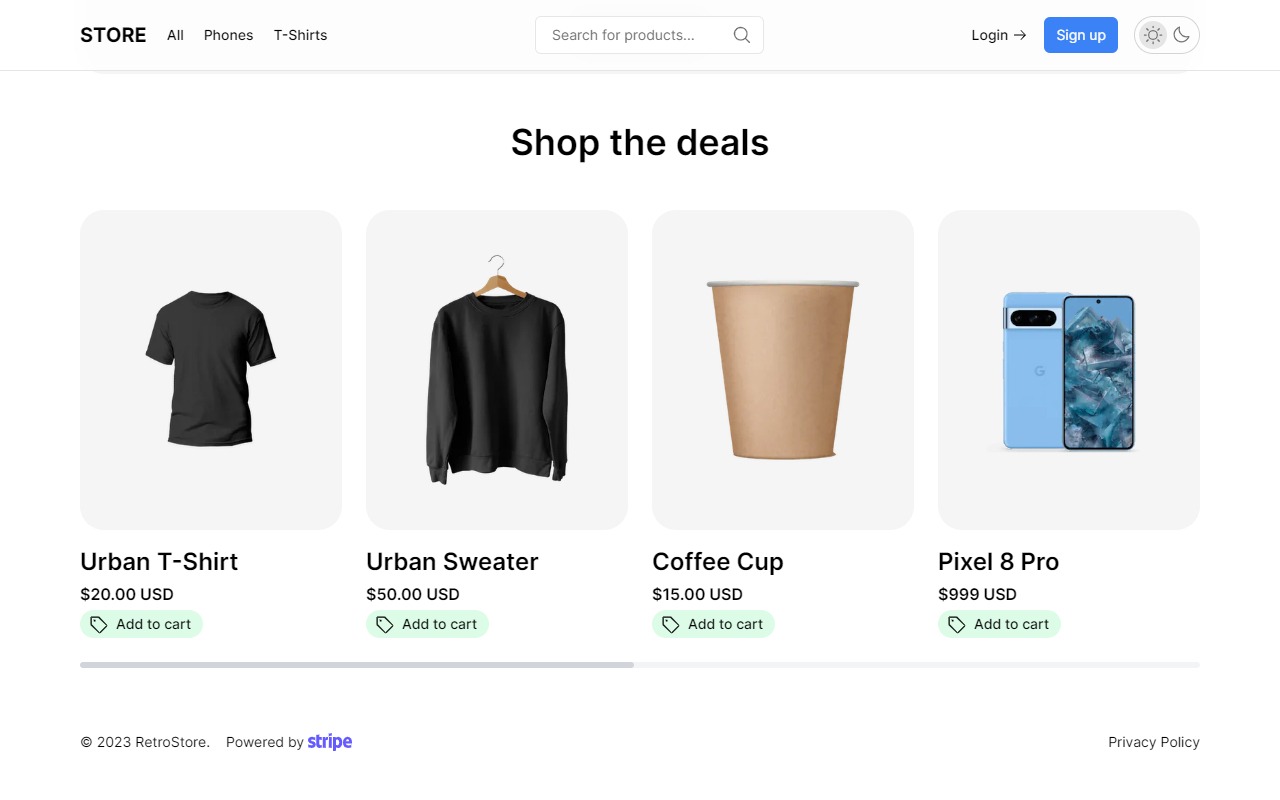 STORE
All
Phones
T-Shirts
Search for products...
Login →
Sign up
Shop the deals
Urban T-Shirt
$20.00 USD
Add to cart
Urban Sweater
$50.00 USD
Add to cart
Coffee Cup
$15.00 USD
Add to cart
G
Pixel 8 Pro
$999 USD
Add to cart
© 2023 RetroStore.
Powered by stripe
Privacy Policy